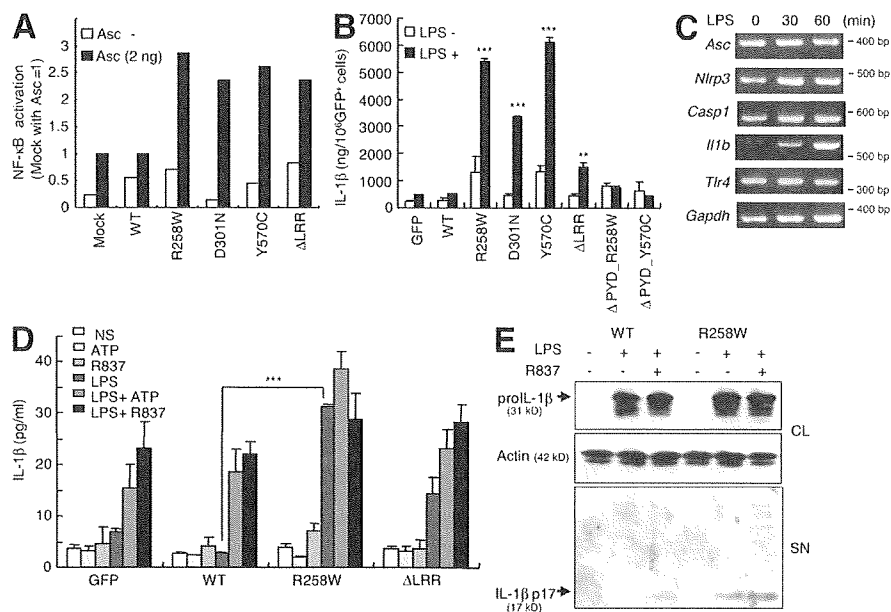 A
Asc -
Asc (2 ng)
NF-κB activation
(Mock with Asc=1)
3
2.5
2
1.5
1
0.5
0
Mock
WT
R258W
D301N
Y570C
ΔLRR
B
LPS -
LPS +
IL-1β (ng/10⁶GFP⁺ cells)
7000
6000
5000
4000
3000
2000
1000
0
***
***
***
**
GFP
WT
R258W
D301N
Y570C
ΔLRR
Δ PYD_R258W
Δ PYD_Y570C
C
LPS 0 30 60 (min)
Asc - 400 bp
Nlrp3 - 500 bp
Casp1 - 600 bp
Il1b - 500 bp
Tlr4 - 300 bp
Gapdh - 400 bp
D
NS
ATP
R837
LPS
LPS+ ATP
LPS+ R837
IL-1β (pg/ml)
40
30
20
10
0
***
GFP
WT
R258W
ΔLRR
E
WT R258W
LPS - + + - + +
R837 + +
proIL-1β
(31 kD)
CL
Actin (42 kD)
SN
IL-1β p17
(17 kD)